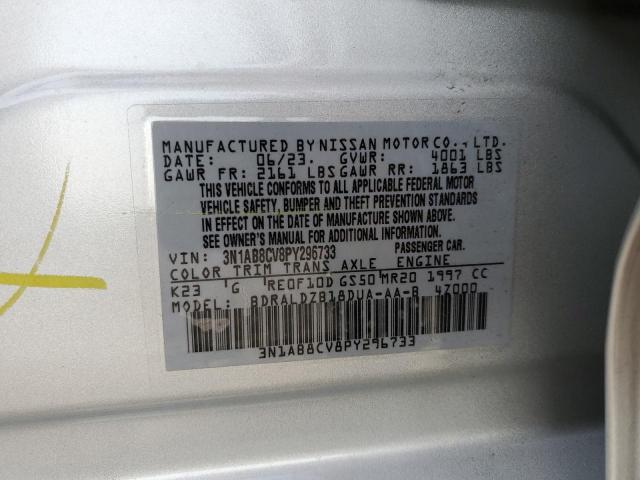 MANUFACTURED BY NISSAN MOTOR CO., LTD.
DATE: 06/23. GVWR: 4001 LBS
GAWR FR: 2161 LBS GAWR RR: 1863 LBS
THIS VEHICLE CONFORMS TO ALL APPLICABLE FEDERAL MOTOR
VEHICLE SAFETY, BUMPER AND THEFT PREVENTION STANDARDS
IN EFFECT ON THE DATE OF MANUFACTURE SHOWN ABOVE.
SEE OWNER'S MANUAL FOR ADDITIONAL INFORMATION.
VIN: 3N1AB8CV8PY296733 PASSENGER CAR.
COLOR TRIM TRANS AXLE ENGINE
K23 G RE0F10D GS50 MR20 1997 CC
MODEL: BDRALDZB18DUA-AA-B 47000
3N1AB8CV8PY296733